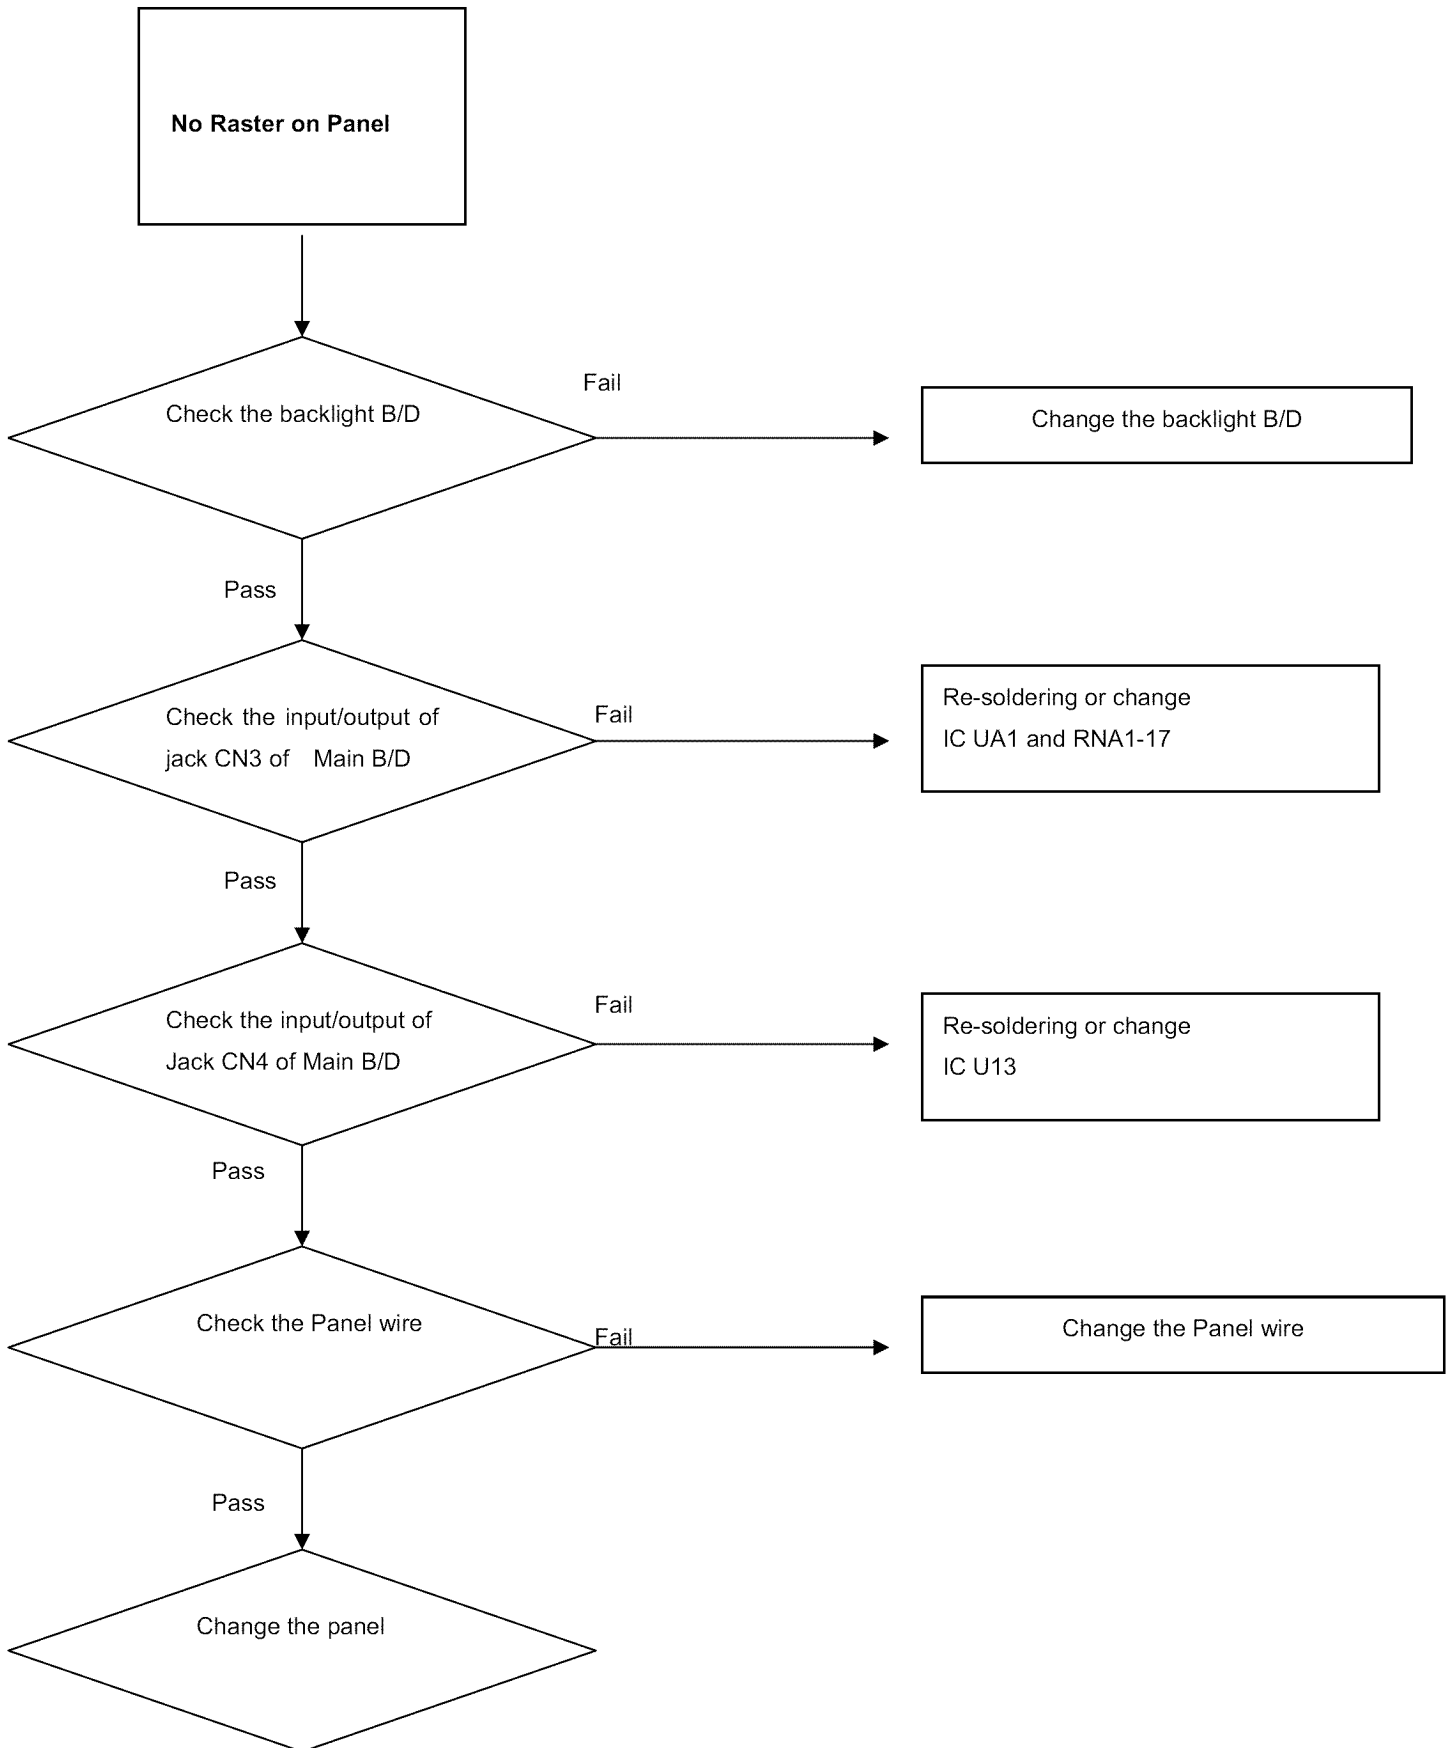 No Raster on Panel
Fail
Check the backlight B/D
Change the backlight B/D
Pass
Check the input/output of
jack CN3 of Main B/D
Fail
Re-soldering or change
IC UA1 and RNA1-17
Pass
Check the input/output of
Jack CN4 of Main B/D
Fail
Re-soldering or change
IC U13
Pass
Check the Panel wire
Fail
Change the Panel wire
Pass
Change the panel